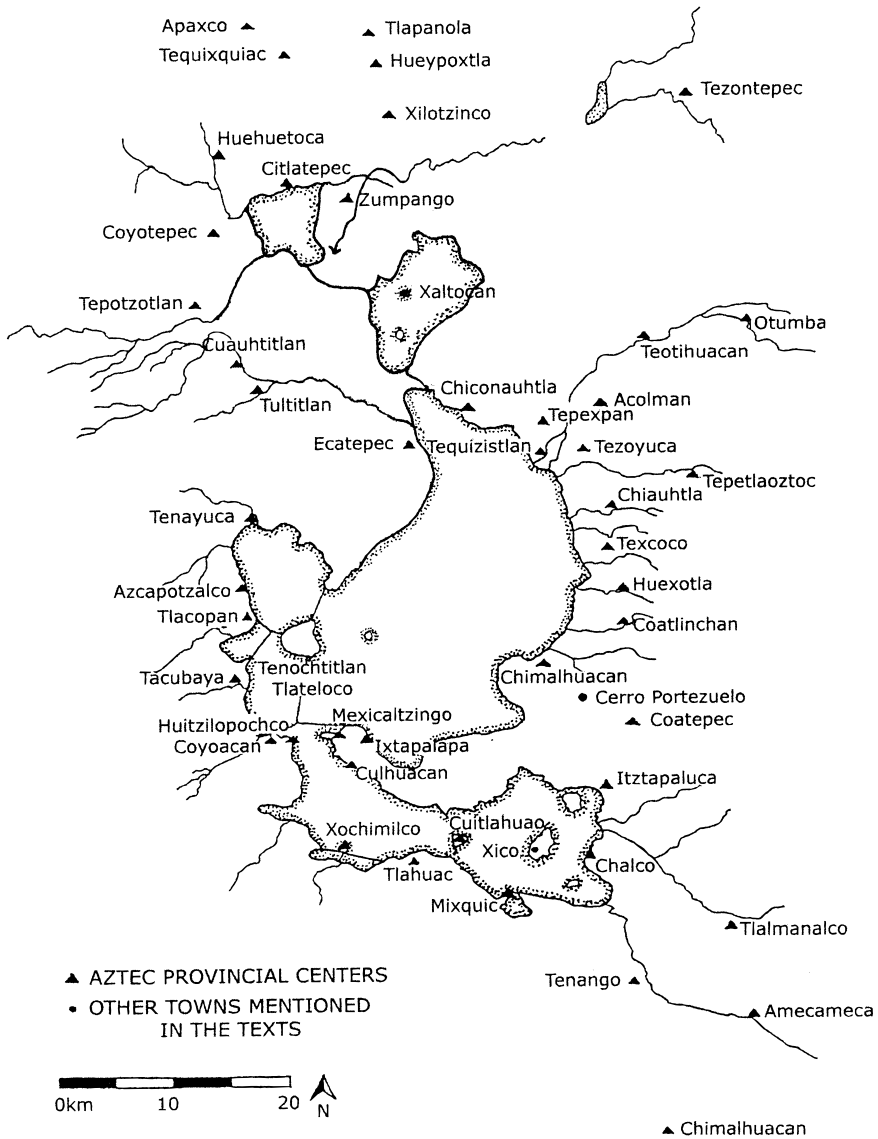 Apaxco
Tlapanola
Tequixquiac
Hueypoxtla
Tezontepec
Xilotzinco
Huehuetoca
Citlatepec
Zumpango
Coyotepec
Xaltocan
Tepotzotlan
Otumba
Cuauhtitlan
Teotihuacan
Chiconauhtla
Tultitlan
Acolman
Tepexpan
Ecatepec
Tequizistlan
Tezoyuca
Tepetlaoztoc
Chiauhtla
Tenayuca
Texcoco
Azcapotzalco
Huexotla
Tlacopan
Coatlinchan
Tenochtitlan
Tlateloco
Tacubaya
Chimalhuacan
Cerro Portezuelo
Coatepec
Huitzilopochco
Mexicaltzingo
Coyoacan
Ixtapalapa
Culhuacan
Itztapaluca
Xochimilco
Cuitlahuao
Xico
Tlahuac
Chalco
Mixquic
Tlalmanalco
Tenango
Amecameca
AZTEC PROVINCIAL CENTERS
OTHER TOWNS MENTIONED
IN THE TEXTS
0km 10 20
N
Chimalhuacan